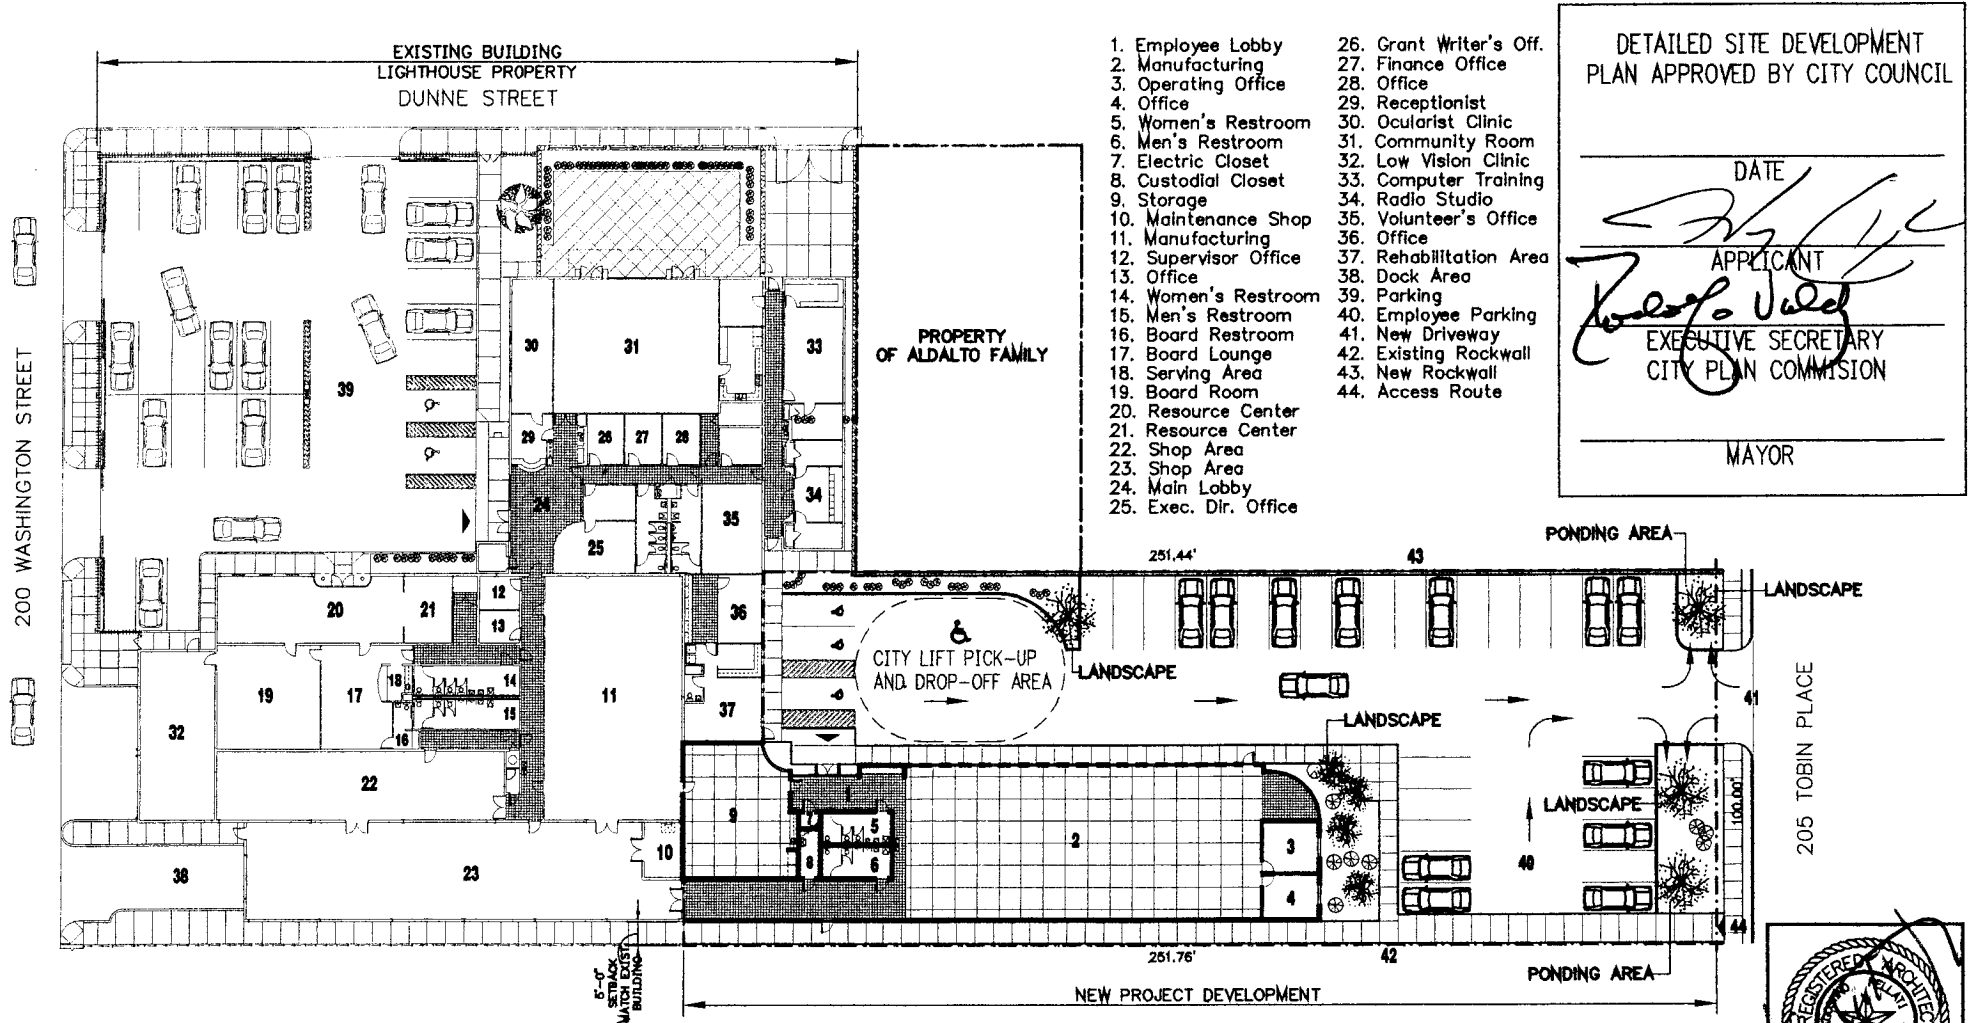 EXISTING BUILDING
LIGHTHOUSE PROPERTY
DUNNE STREET
1. Employee Lobby
2. Manufacturing
3. Operating Office
4. Office
5. Women's Restroom
6. Men's Restroom
7. Electric Closet
8. Custodial Closet
9. Storage
10. Maintenance Shop
11. Manufacturing
12. Supervisor Office
13. Office
14. Women's Restroom
15. Men's Restroom
16. Board Restroom
17. Board Lounge
18. Serving Area
19. Board Room
20. Resource Center
21. Resource Center
22. Shop Area
23. Shop Area
24. Main Lobby
25. Exec. Dir. Office
26. Grant Writer's Off.
27. Finance Office
28. Office
29. Receptionist
30. Ocularist Clinic
31. Community Room
32. Low Vision Clinic
33. Computer Training
34. Radio Studio
35. Volunteer's Office
36. Office
37. Rehabilitation Area
38. Dock Area
39. Parking
40. Employee Parking
41. New Driveway
42. Existing Rockwall
43. New Rockwall
44. Access Route
DETAILED SITE DEVELOPMENT
PLAN APPROVED BY CITY COUNCIL
DATE
APPLICANT
EXECUTIVE SECRETARY
CITY PLAN COMMISION
MAYOR
200 WASHINGTON STREET
PROPERTY
OF ALDALTO FAMILY
30
31
33
39
29
26
27
28
24
25
35
34
251.44'
43
PONDING AREA
LANDSCAPE
20
21
12
13
36
CITY LIFT PICK-UP
AND DROP-OFF AREA
LANDSCAPE
19
17
18
14
15
16
11
37
32
41
LANDSCAPE
205 TOBIN PLACE
22
9
1
7
5
8
6
2
3
4
LANDSCAPE
100.00'
40
10
38
23
44
5'-0"
SETBACK
MATCH EXIST
BUILDING
251.76'
42
PONDING AREA
NEW PROJECT DEVELOPMENT
REGISTERED ARCHITEC